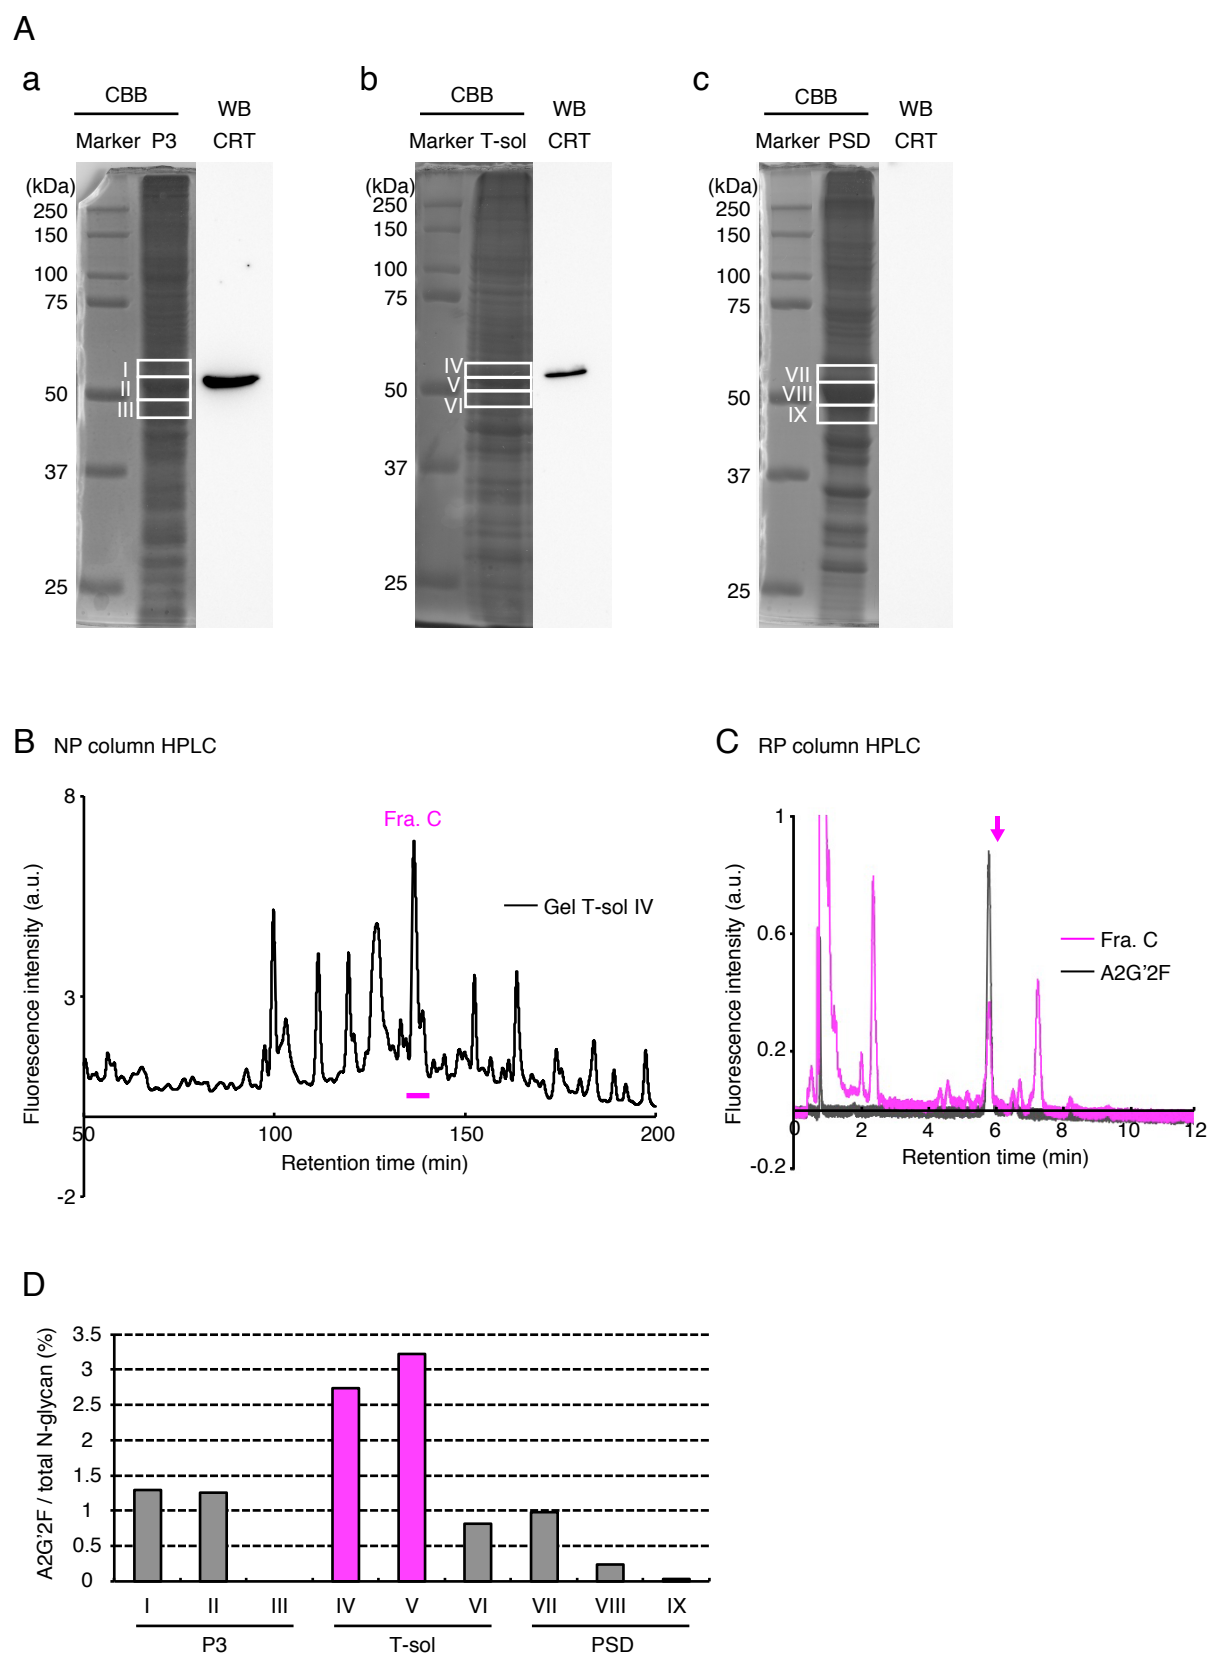 A
a
b
c
CBB
WB
CBB
WB
CBB
WB
Marker P3
CRT
Marker T-sol
CRT
Marker PSD
CRT
(kDa)
250
150
100
75
50
37
25
I
II
III
(kDa)
250
150
100
75
50
37
25
IV
V
VI
(kDa)
250
150
100
75
50
37
25
VII
VIII
IX
B NP column HPLC
8
3
-2
Fluorescence intensity (a.u.)
Fra. C
Gel T-sol IV
50 100 150 200
Retention time (min)
C RP column HPLC
1
0.6
0.2
-0.2
Fluorescence intensity (a.u.)
Fra. C
A2G'2F
0 2 4 6 8 10 12
Retention time (min)
D
A2G'2F / total N-glycan (%)
3.5
3
2.5
2
1.5
1
0.5
0
I II III IV V VI VII VIII IX
P3 T-sol PSD